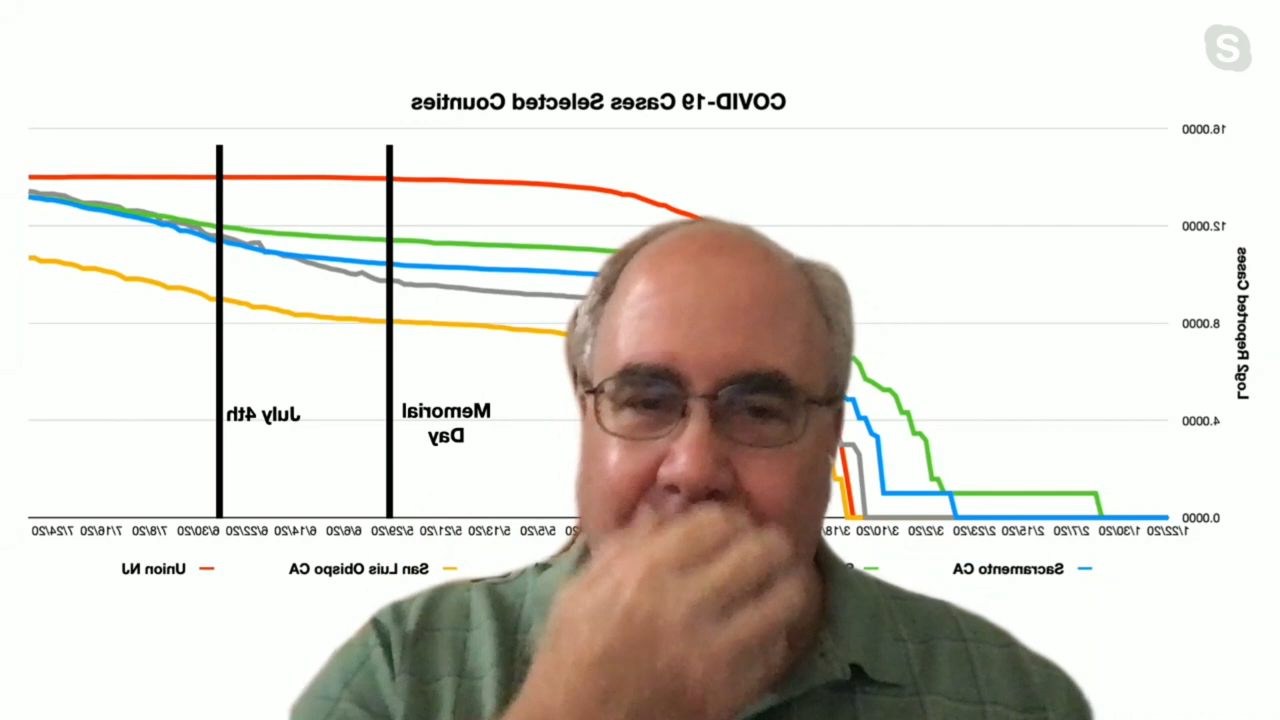 S
COVID-19 Cases Selected Counties
16.0000
12.0000
8.0000
4.0000
0.0000
Log2 Reported Cases
Memorial
Day
July 4th
1/22/20 1/30/20 2/7/20 2/15/20 2/23/20 3/2/20 3/10/20 3/18 5/5/20 5/13/20 5/21/20 5/29/20 6/6/20 6/14/20 6/22/20 6/30/20 7/8/20 7/16/20 7/24/20
Sacramento CA S San Luis Obispo CA Union NJ